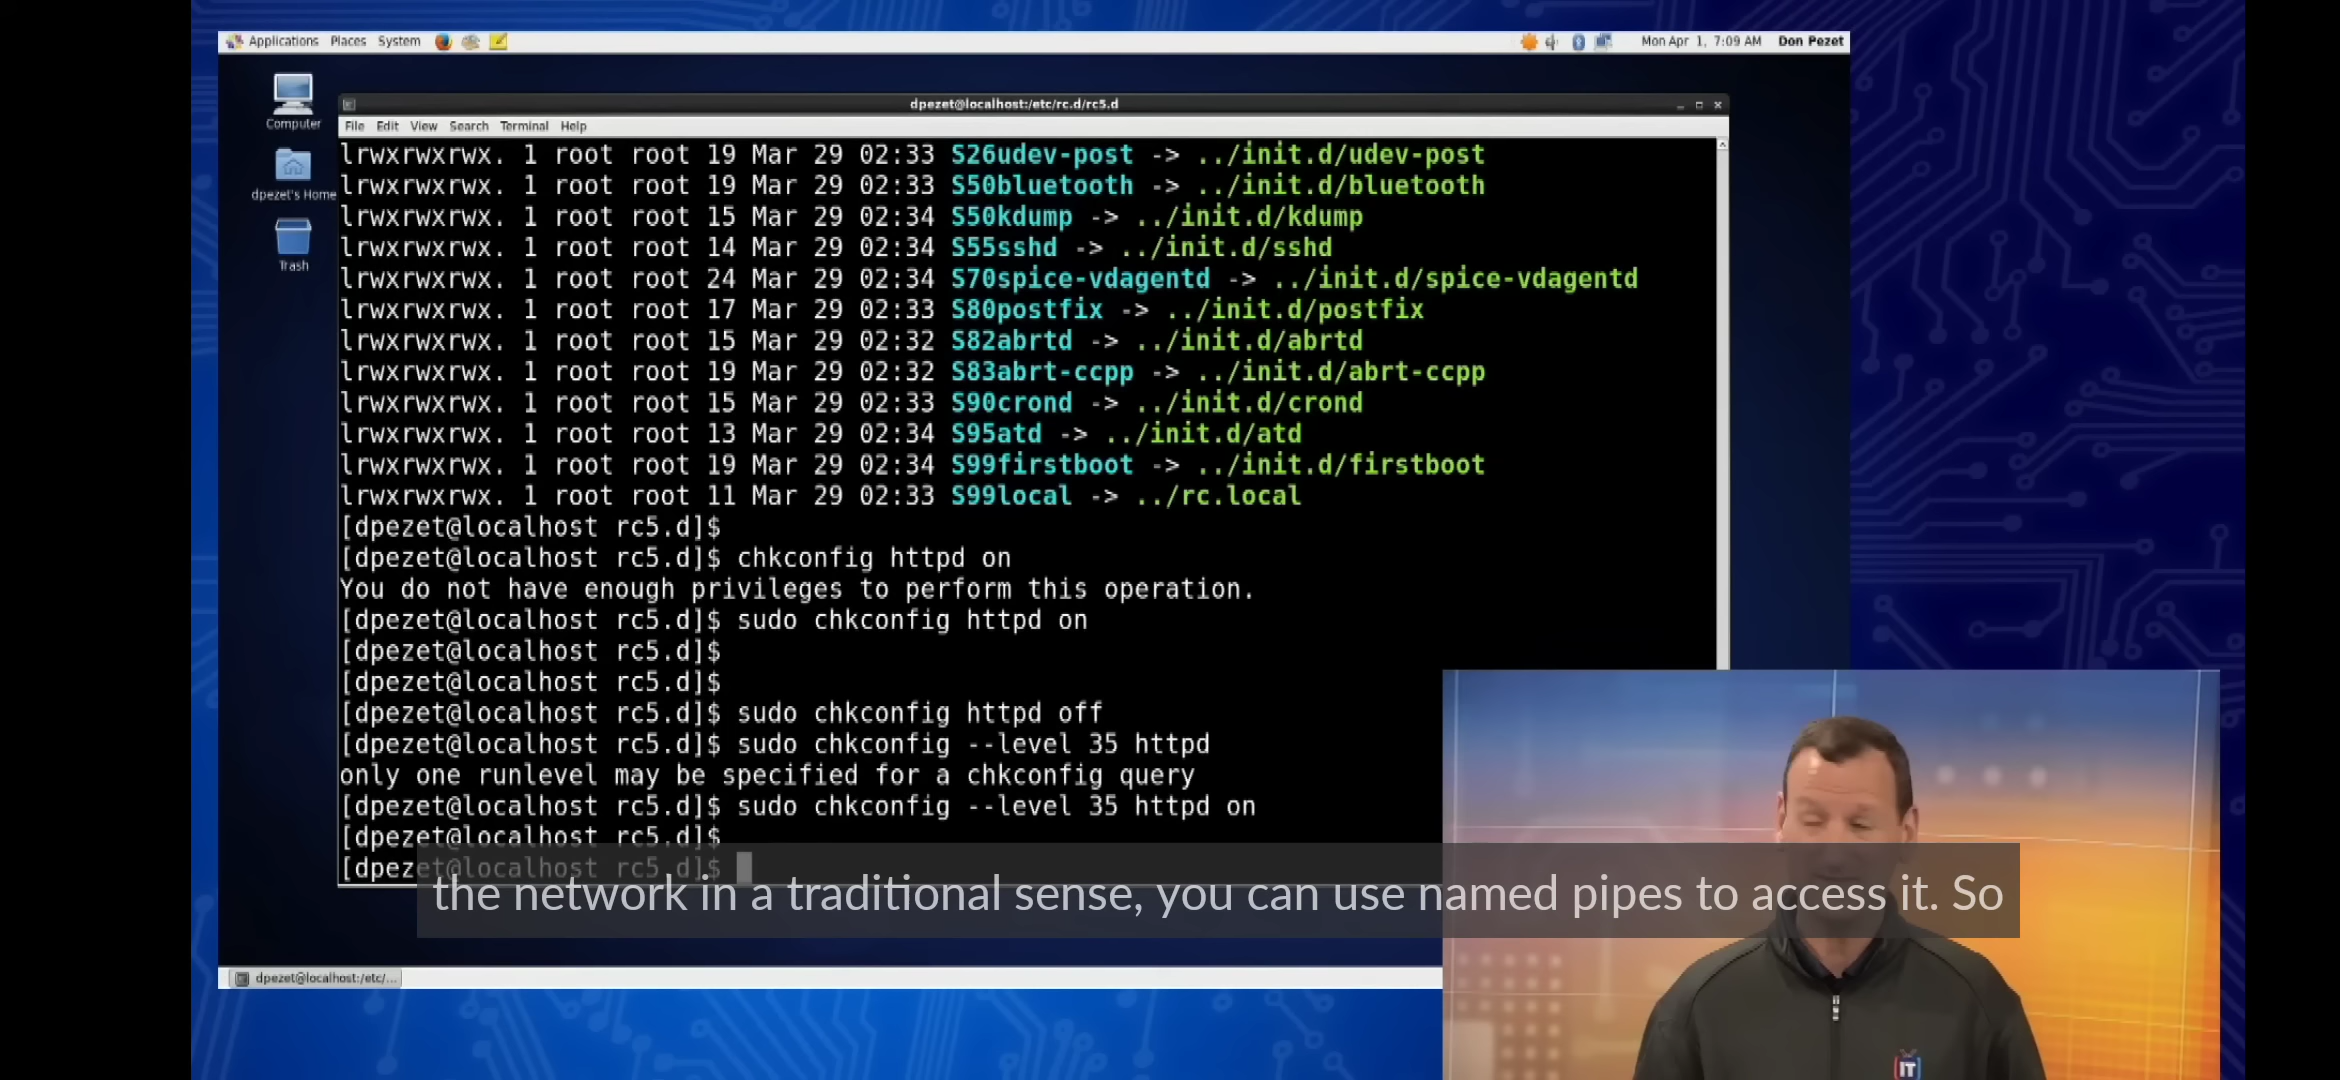 Applications Places System Mon Apr 1, 7:09 AM Don Pezet
Computer
dpezet's Home
Trash
dpezet@localhost:/etc/rc.d/rc5.d
File Edit View Search Terminal Help
lrwxrwxrwx. 1 root root 19 Mar 29 02:33 S26udev-post -> ../init.d/udev-post
lrwxrwxrwx. 1 root root 19 Mar 29 02:33 S50bluetooth -> ../init.d/bluetooth
lrwxrwxrwx. 1 root root 15 Mar 29 02:34 S50kdump -> ../init.d/kdump
lrwxrwxrwx. 1 root root 14 Mar 29 02:34 S55sshd -> ../init.d/sshd
lrwxrwxrwx. 1 root root 24 Mar 29 02:34 S70spice-vdagentd -> ../init.d/spice-vdagentd
lrwxrwxrwx. 1 root root 17 Mar 29 02:33 S80postfix -> ../init.d/postfix
lrwxrwxrwx. 1 root root 15 Mar 29 02:32 S82abrtd -> ../init.d/abrtd
lrwxrwxrwx. 1 root root 19 Mar 29 02:32 S83abrt-ccpp -> ../init.d/abrt-ccpp
lrwxrwxrwx. 1 root root 15 Mar 29 02:33 S90crond -> ../init.d/crond
lrwxrwxrwx. 1 root root 13 Mar 29 02:34 S95atd -> ../init.d/atd
lrwxrwxrwx. 1 root root 19 Mar 29 02:34 S99firstboot -> ../init.d/firstboot
lrwxrwxrwx. 1 root root 11 Mar 29 02:33 S99local -> ../rc.local
[dpezet@localhost rc5.d]$
[dpezet@localhost rc5.d]$ chkconfig httpd on
You do not have enough privileges to perform this operation.
[dpezet@localhost rc5.d]$ sudo chkconfig httpd on
[dpezet@localhost rc5.d]$
[dpezet@localhost rc5.d]$
[dpezet@localhost rc5.d]$ sudo chkconfig httpd off
[dpezet@localhost rc5.d]$ sudo chkconfig --level 35 httpd
only one runlevel may be specified for a chkconfig query
[dpezet@localhost rc5.d]$ sudo chkconfig --level 35 httpd on
[dpezet@localhost rc5.d]$
[dpezet@localhost rc5.d]$
the network in a traditional sense, you can use named pipes to access it. So
dpezet@localhost:/etc/...
IT